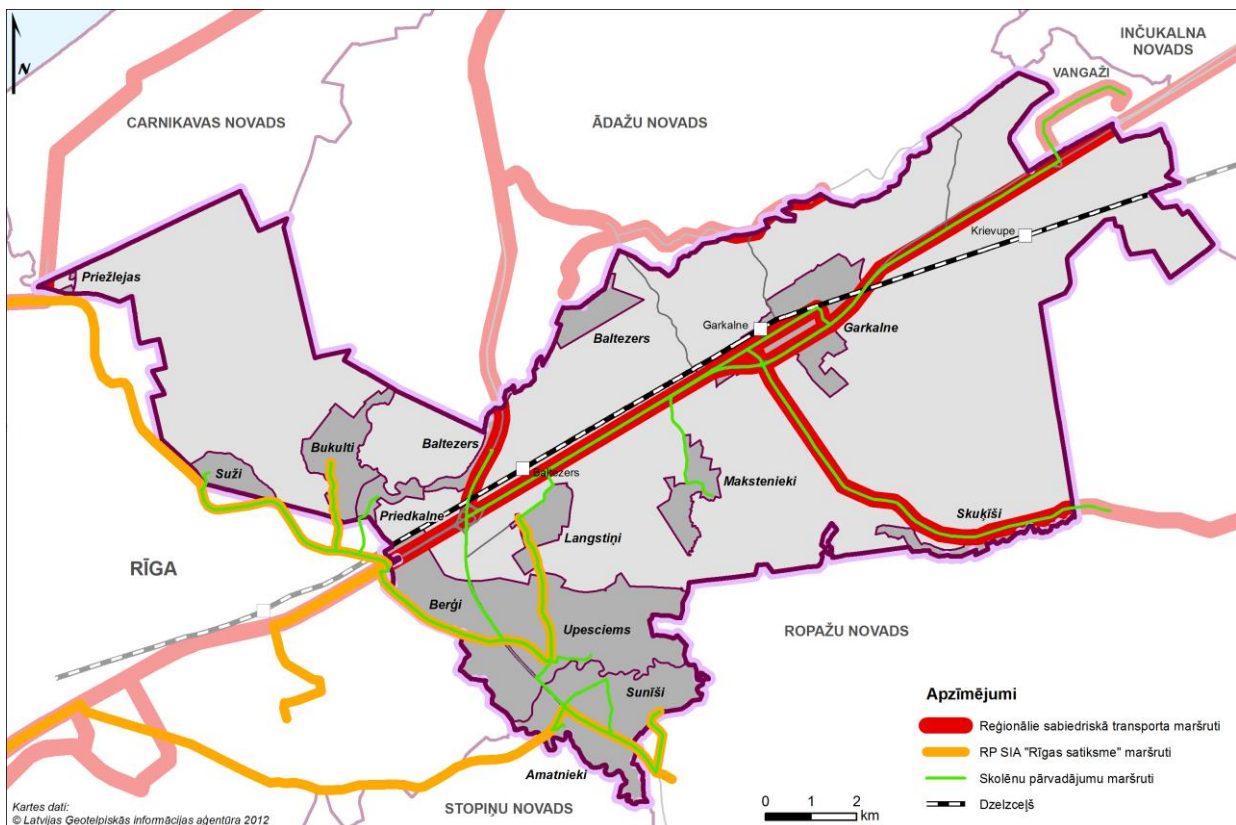 INČUKALNA
NOVADS
VANGAŽI
N
CARNIKAVAS NOVADS
ĀDAŽU NOVADS
Krievupe
Priežlejas
Garkalne
Garkalne
Baltezers
Baltezers
Bukulti
Suži
Baltezers
Makstenieki
Priedkalne
Skuķīši
Langstiņi
RĪGA
Berģi
Upesciems
ROPAŽU NOVADS
Sunīši
Amatnieki
STOPIŅU NOVADS
Apzīmējumi
Reģionālie sabiedriskā transporta maršruti
RP SIA "Rīgas satiksme" maršruti
Skolēnu pārvadājumu maršruti
Dzelzceļš
0 1 2
km
Kartes dati:
© Latvijas Ģeotelpiskās informācijas aģentūra 2012